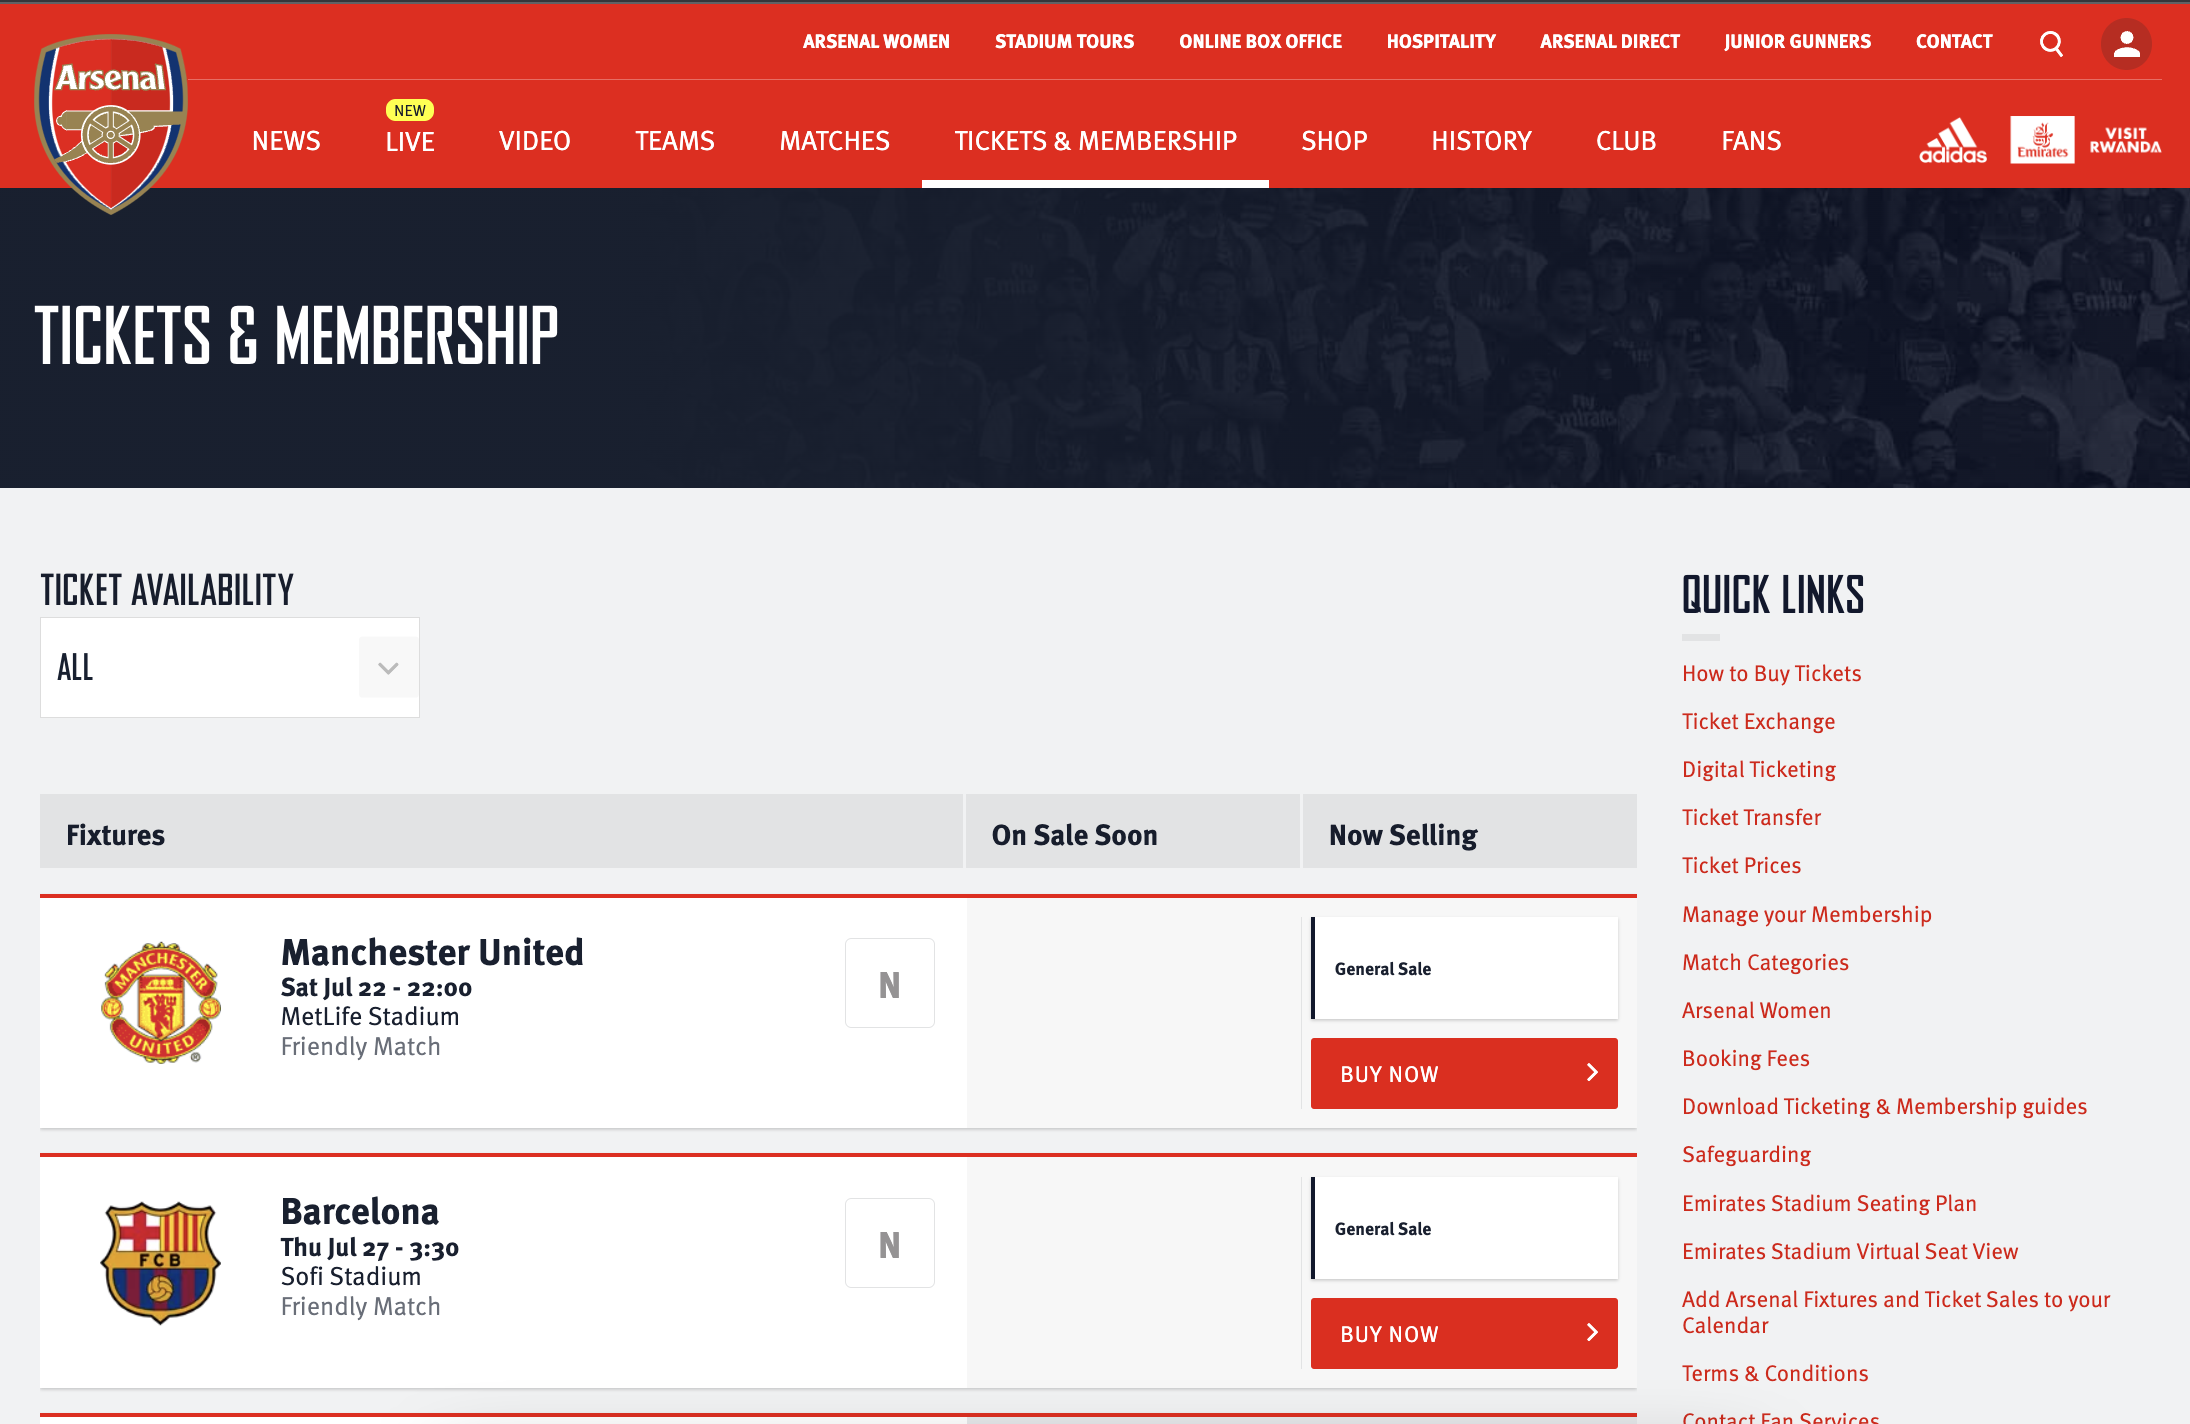 ARSENAL WOMEN
STADIUM TOURS
ONLINE BOX OFFICE
HOSPITALITY
ARSENAL DIRECT
JUNIOR GUNNERS
CONTACT
Arsenal
NEWS
NEW
LIVE
VIDEO
TEAMS
MATCHES
TICKETS & MEMBERSHIP
SHOP
HISTORY
CLUB
FANS
adidas
Emirates
VISIT
RWANDA
TICKETS & MEMBERSHIP
TICKET AVAILABILITY
ALL
Fixtures
On Sale Soon
Now Selling
MANCHESTER
UNITED
®
Manchester United
Sat Jul 22 - 22:00
MetLife Stadium
Friendly Match
N
General Sale
BUY NOW
FCB
Barcelona
Thu Jul 27 - 3:30
Sofi Stadium
Friendly Match
N
General Sale
BUY NOW
QUICK LINKS
How to Buy Tickets
Ticket Exchange
Digital Ticketing
Ticket Transfer
Ticket Prices
Manage your Membership
Match Categories
Arsenal Women
Booking Fees
Download Ticketing & Membership guides
Safeguarding
Emirates Stadium Seating Plan
Emirates Stadium Virtual Seat View
Add Arsenal Fixtures and Ticket Sales to your
Calendar
Terms & Conditions
Contact Fan Services